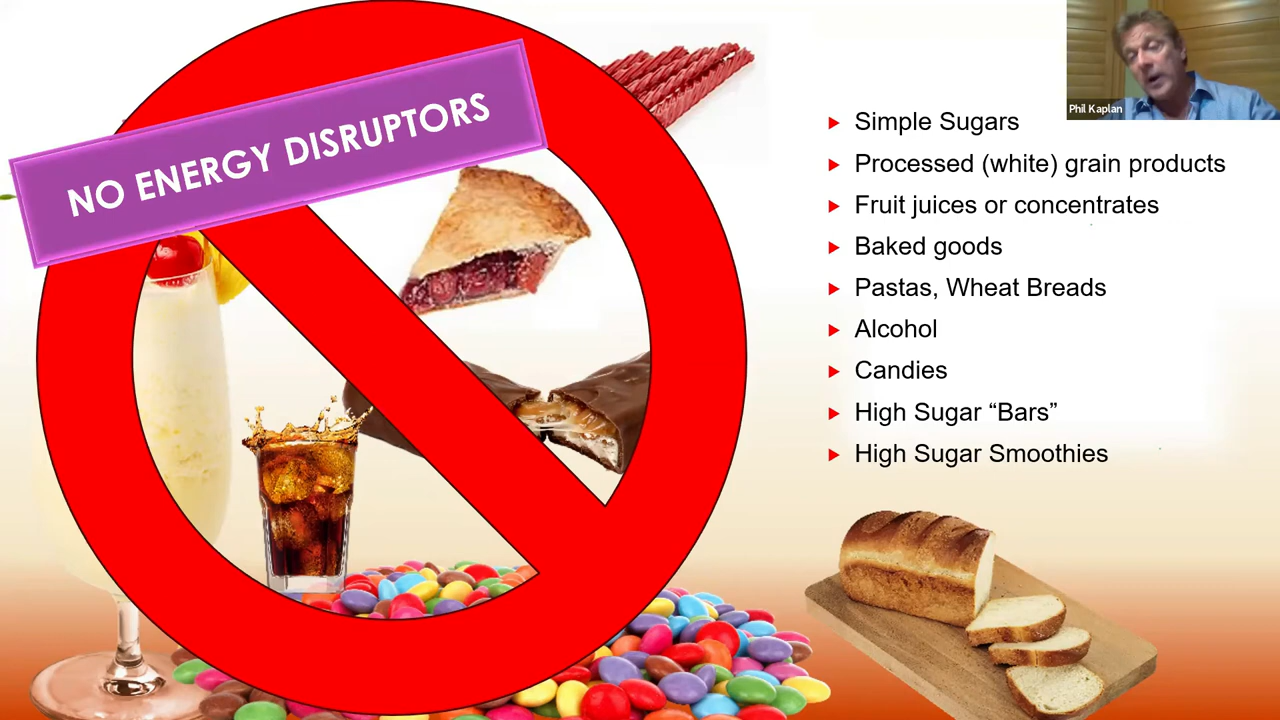 NO ENERGY DISRUPTORS
Phil Kaplan
Simple Sugars
Processed (white) grain products
Fruit juices or concentrates
Baked goods
Pastas, Wheat Breads
Alcohol
Candies
High Sugar “Bars”
High Sugar Smoothies